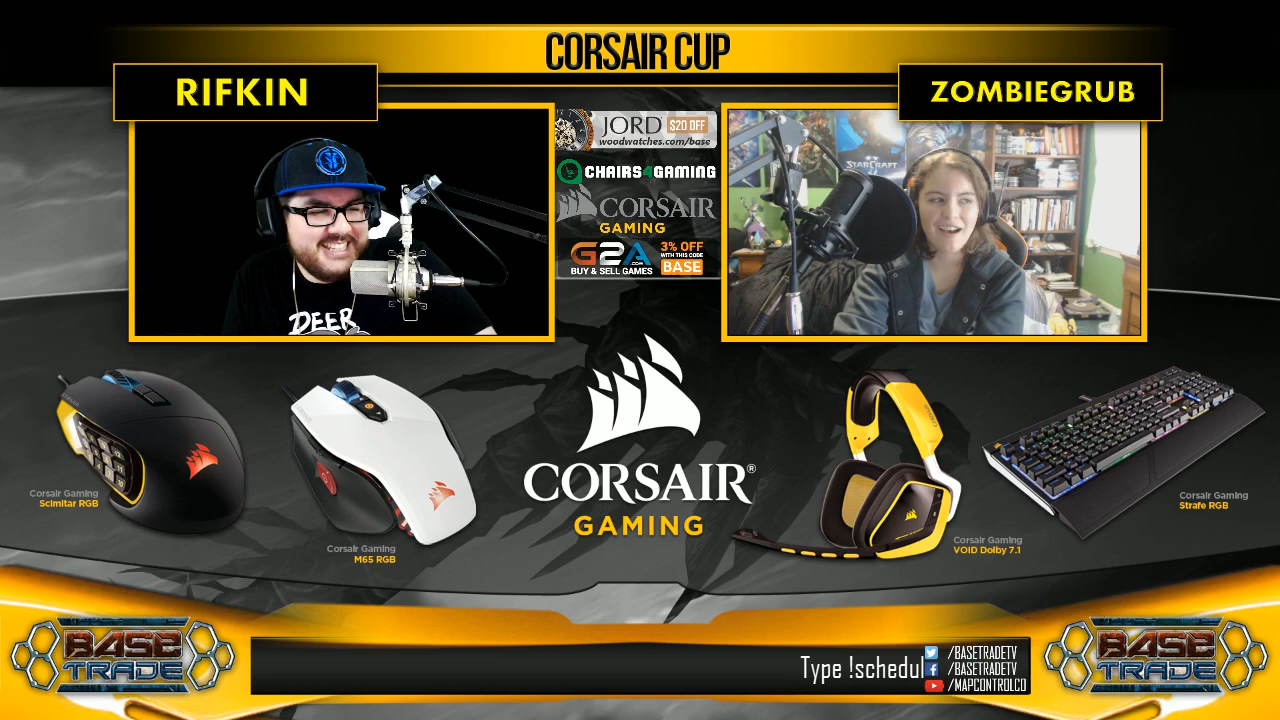 CORSAIR CUP
RIFKIN
ZOMBIEGRUB
JORD $20 OFF
woodwatches.com/base
CHAIRS4GAMING
CORSAIR
GAMING
G2A.COM
BUY & SELL GAMES
3% OFF
WITH THIS CODE
BASE
STARCRAFT
DEER
CORSAIR®
GAMING
Corsair Gaming
Scimitar RGB
Corsair Gaming
M65 RGB
Corsair Gaming
VOID Dolby 7.1
Corsair Gaming
Strafe RGB
BASE
TRADE
Type !schedul
/BASETRADETV
/BASETRADETV
/MAPCONTROLCO
BASE
TRADE